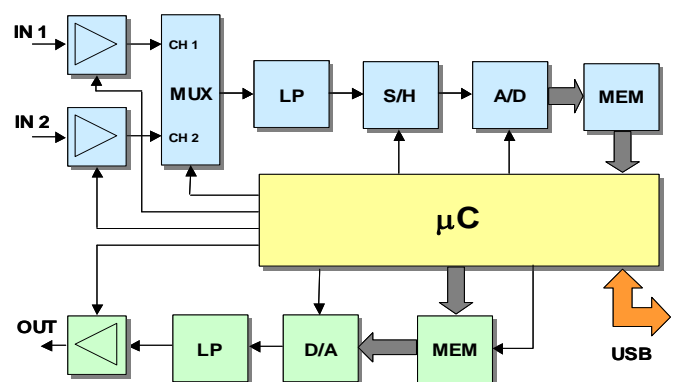 IN 1
CH 1
MUX
LP
S/H
A/D
MEM
IN 2
CH 2
μC
OUT
LP
D/A
MEM
USB